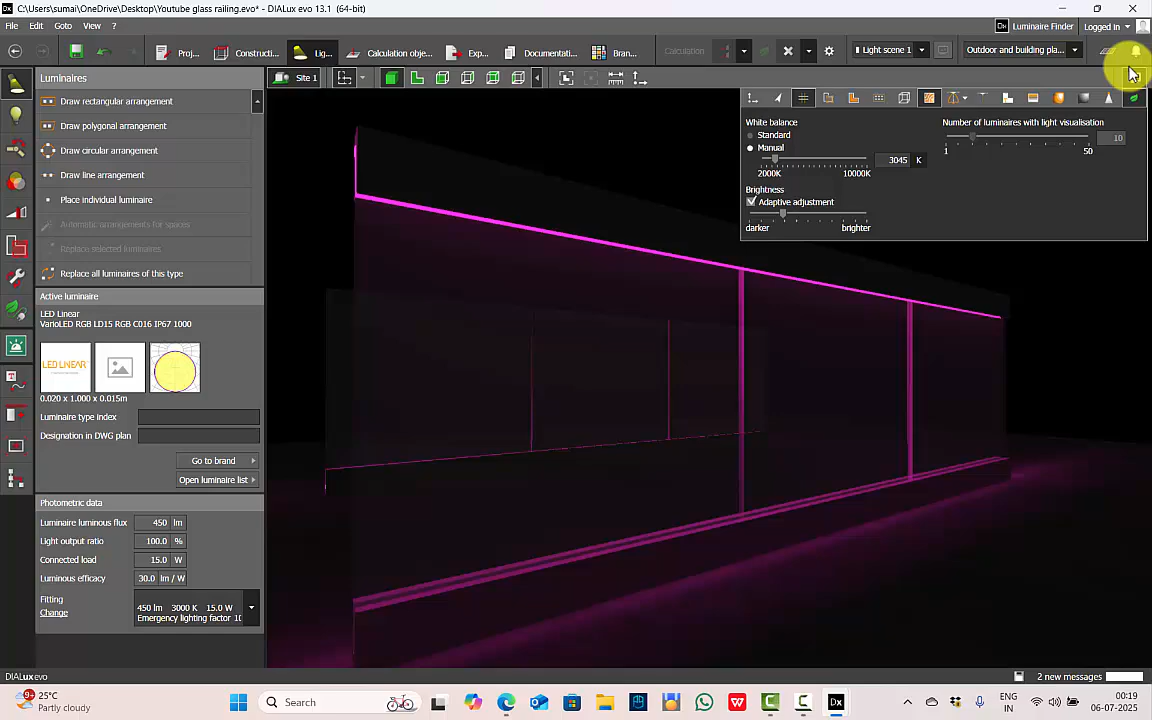 C:\Users\sumai\OneDrive\Desktop\Youtube glass railing.evo* - DIALux evo 13.1 (64-bit)
File Edit Goto View ?
Luminaire Finder
Logged in
Proj...
Constructi...
Lig...
Calculation obje...
Exp...
Documentati...
Bran...
Calculation
Light scene 1
Outdoor and building pla...
Luminaires
Site 1
Draw rectangular arrangement
Draw polygonal arrangement
Draw circular arrangement
Draw line arrangement
Place individual luminaire
Automatic arrangements for spaces
Replace selected luminaires
Replace all luminaires of this type
White balance
Standard
Manual
3045 K
2000K 10000K
Brightness
Adaptive adjustment
darker brighter
Number of luminaires with light visualisation
10
1 50
Active luminaire
LED Linear
VarioLED RGB LD15 RGB C016 IP67 1000
LED LINEAR
0.020 x 1.000 x 0.015m
Luminaire type index
Designation in DWG plan
Go to brand
Open luminaire list
Photometric data
Luminaire luminous flux 450 lm
Light output ratio 100.0 %
Connected load 15.0 W
Luminous efficacy 30.0 lm / W
Fitting
Change
450 lm 3000 K 15.0 W
Emergency lighting factor
DIALux evo
2 new messages
9+
25°C
Partly cloudy
Search
Dx
ENG
IN
00:19
06-07-2025